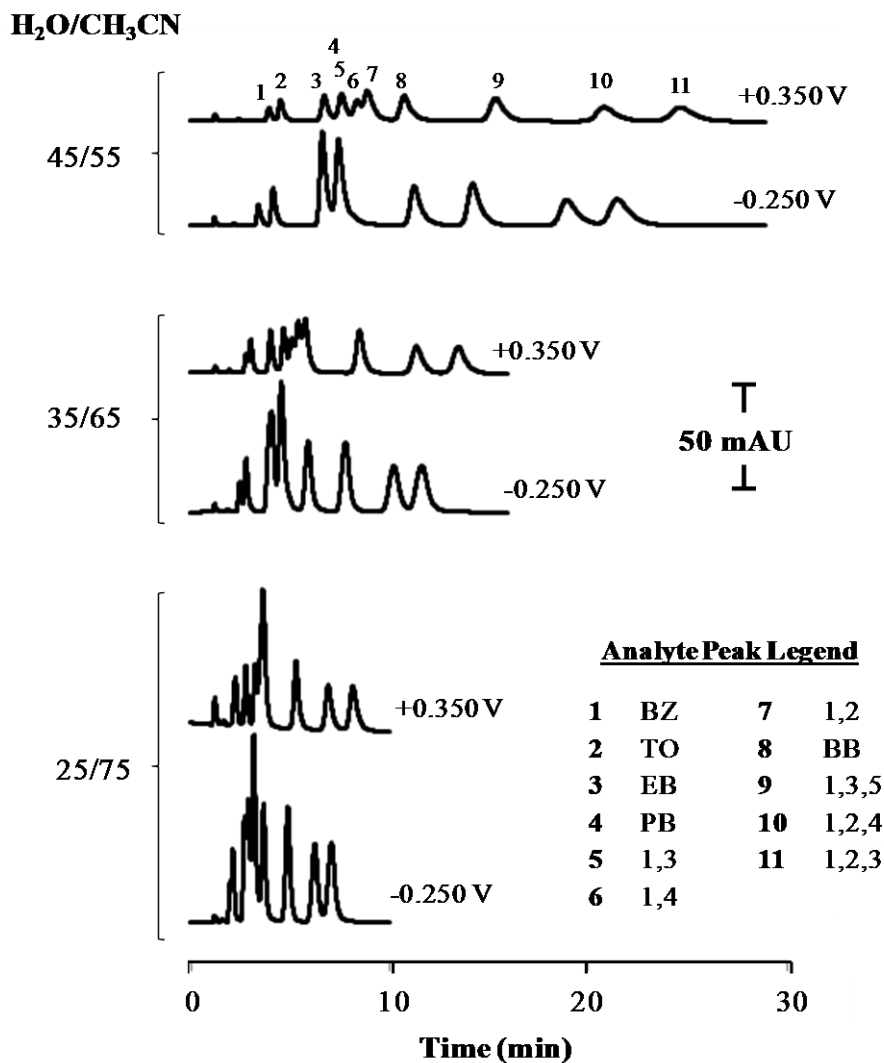 H₂O/CH₃CN
4
1 2 3 5 6 7 8 9 10 11
+0.350 V
45/55
-0.250 V
+0.350 V
35/65
50 mAU
-0.250 V
Analyte Peak Legend
1 BZ 7 1,2
+0.350 V
2 TO 8 BB
25/75
3 EB 9 1,3,5
4 PB 10 1,2,4
5 1,3 11 1,2,3
-0.250 V
6 1,4
0 10 20 30
Time (min)